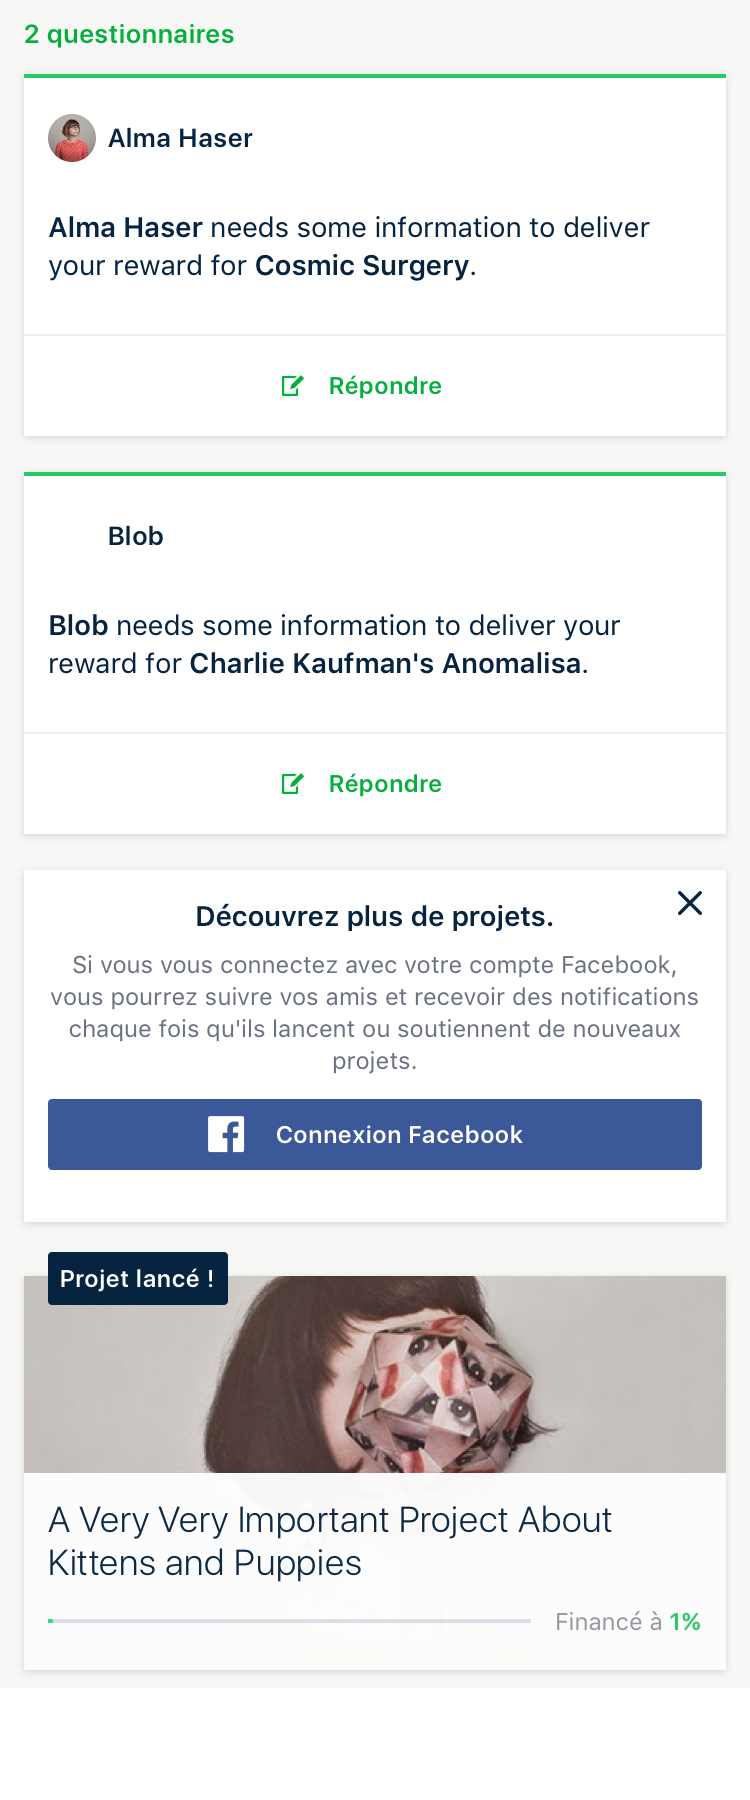 2 questionnaires
Alma Haser
Alma Haser needs some information to deliver
your reward for Cosmic Surgery.
Répondre
Blob
Blob needs some information to deliver your
reward for Charlie Kaufman's Anomalisa.
Répondre
Découvrez plus de projets.
Si vous vous connectez avec votre compte Facebook,
vous pourrez suivre vos amis et recevoir des notifications
chaque fois qu'ils lancent ou soutiennent de nouveaux
projets.
Connexion Facebook
Projet lancé !
A Very Very Important Project About
Kittens and Puppies
Financé à 1%